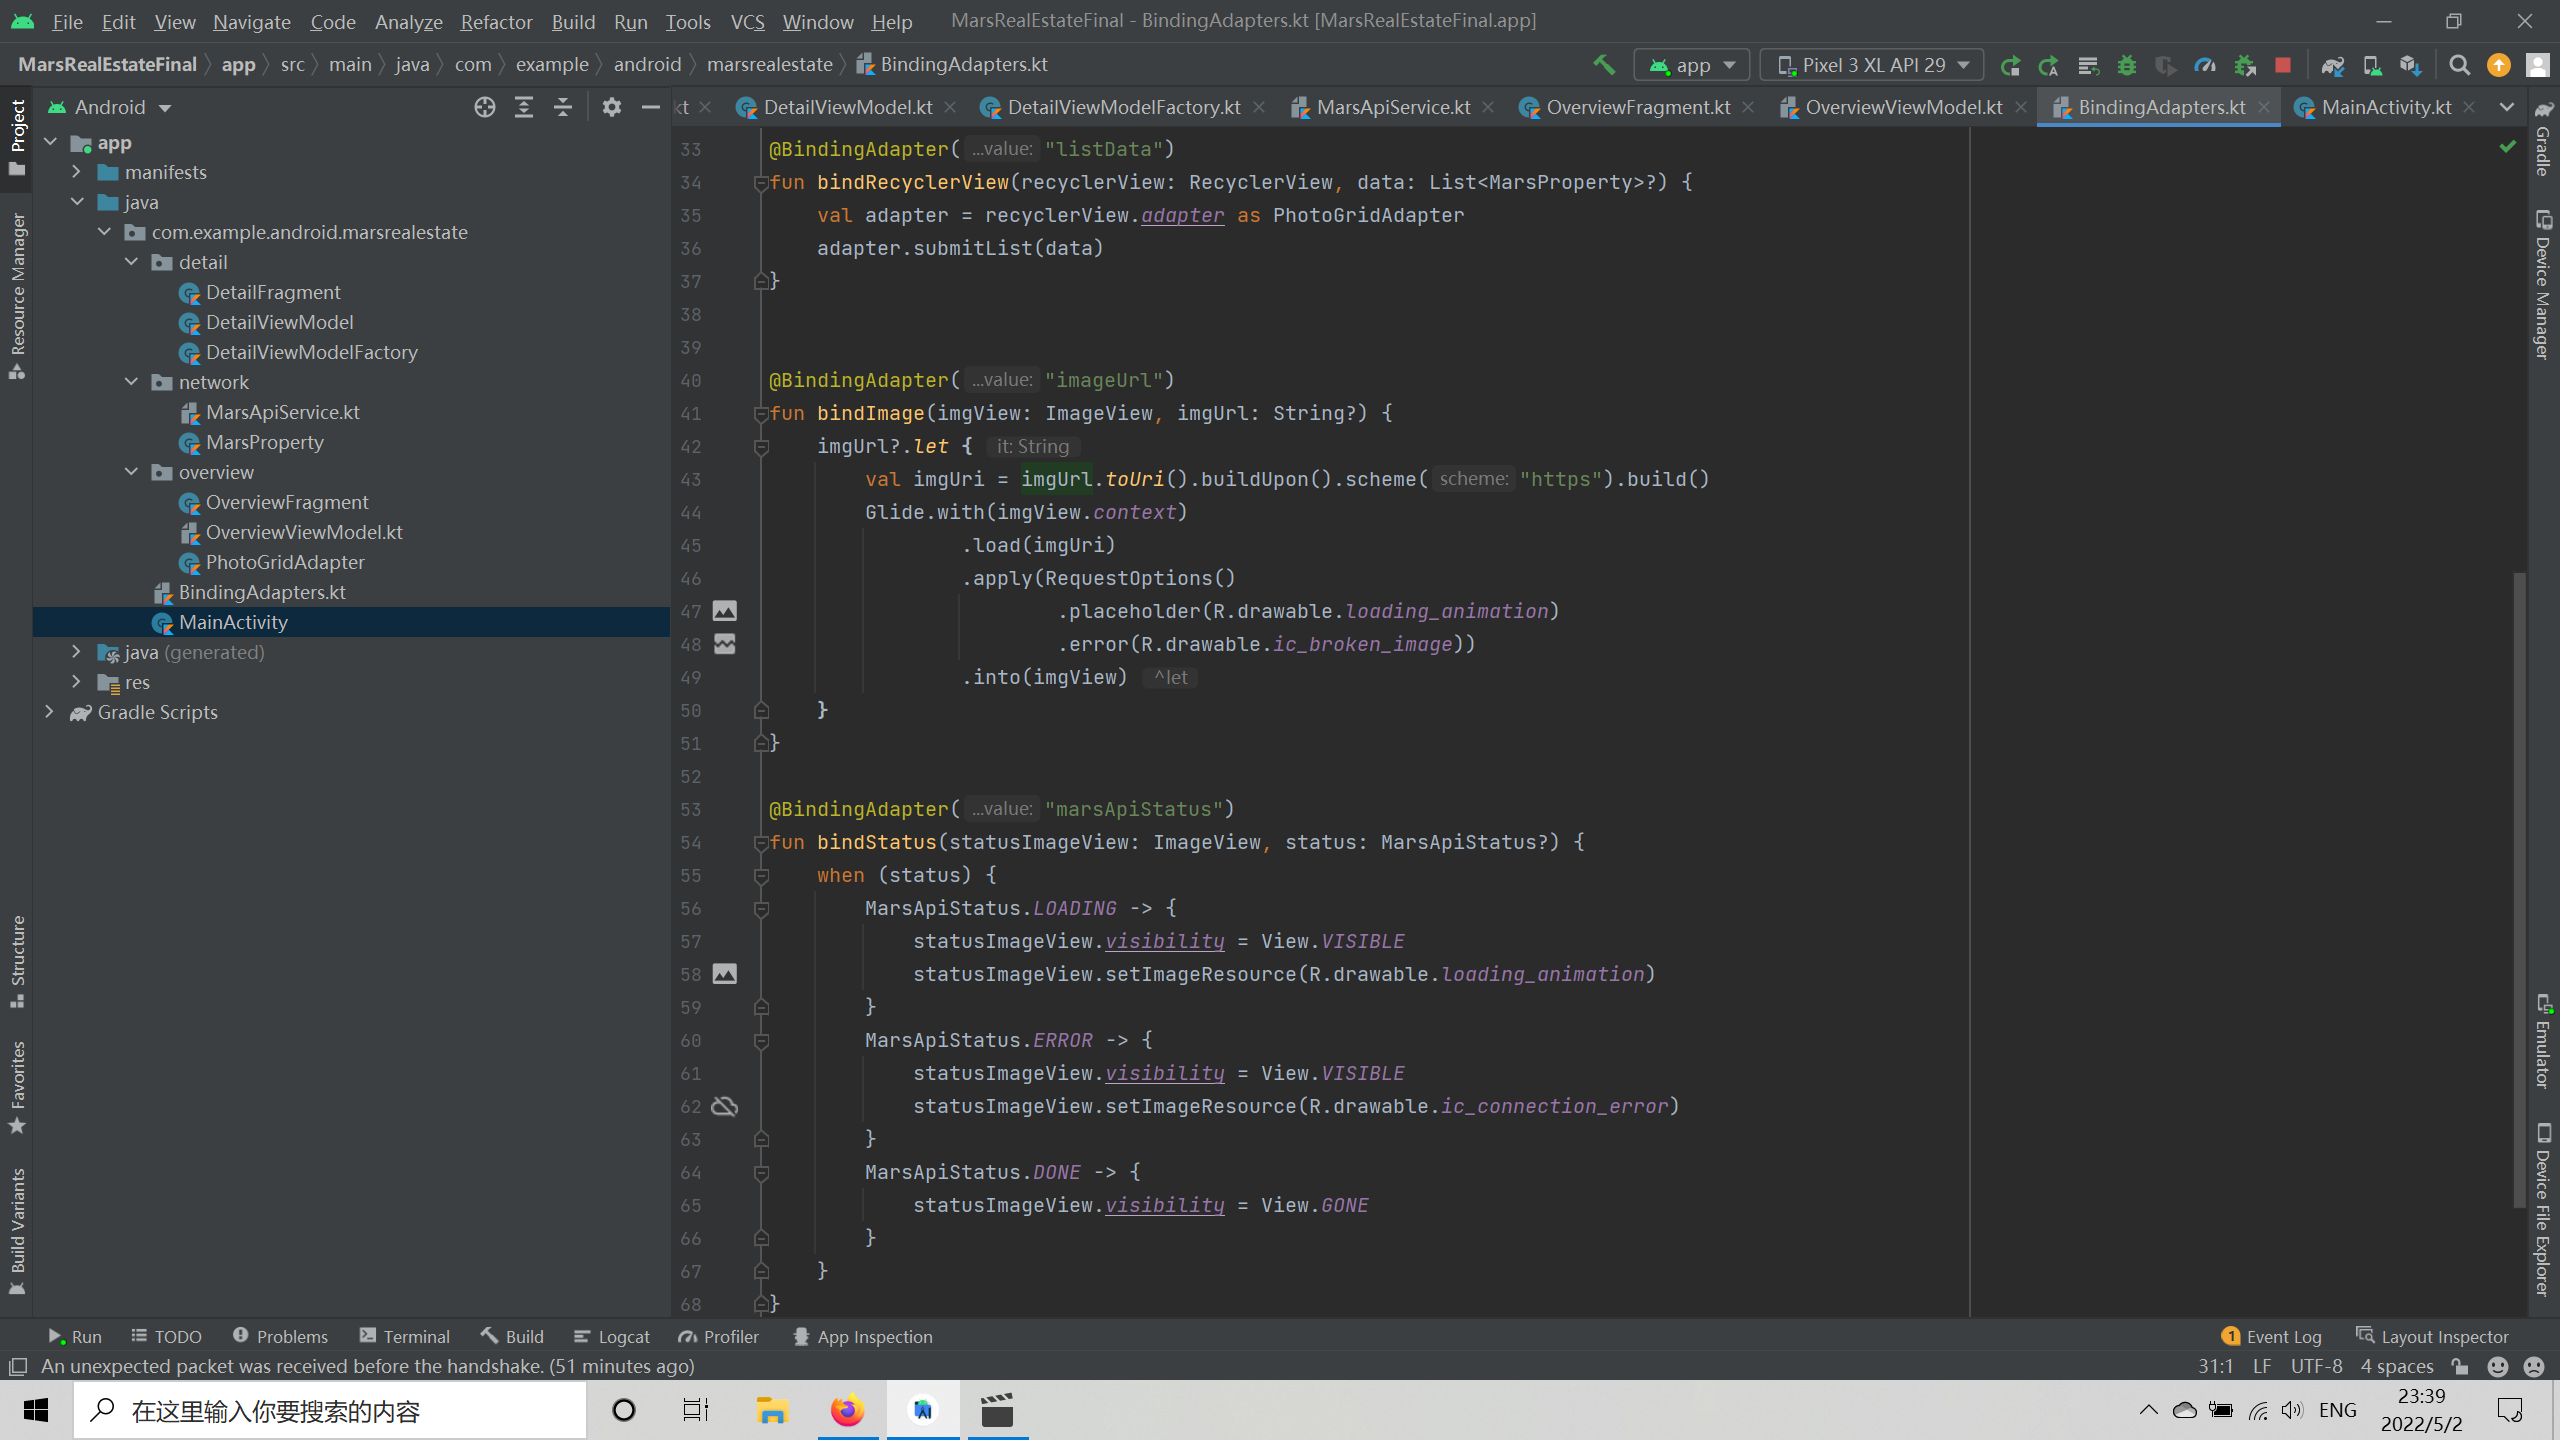 File Edit View Navigate Code Analyze Refactor Build Run Tools VCS Window Help MarsRealEstateFinal - BindingAdapters.kt [MarsRealEstateFinal.app]
MarsRealEstateFinal app src main java com example android marsrealestate BindingAdapters.kt app Pixel 3 XL API 29
Android
kt DetailViewModel.kt DetailViewModelFactory.kt MarsApiService.kt OverviewFragment.kt OverviewViewModel.kt BindingAdapters.kt MainActivity.kt
Project
Resource Manager
Structure
Favorites
Build Variants
app
manifests
java
com.example.android.marsrealestate
detail
DetailFragment
DetailViewModel
DetailViewModelFactory
network
MarsApiService.kt
MarsProperty
overview
OverviewFragment
OverviewViewModel.kt
PhotoGridAdapter
BindingAdapters.kt
MainActivity
java (generated)
res
Gradle Scripts
33 @BindingAdapter( ...value: "listData")
34 fun bindRecyclerView(recyclerView: RecyclerView, data: List<MarsProperty>?) {
35 val adapter = recyclerView.adapter as PhotoGridAdapter
36 adapter.submitList(data)
37 }
38
39
40 @BindingAdapter( ...value: "imageUrl")
41 fun bindImage(imgView: ImageView, imgUrl: String?) {
42 imgUrl?.let { it: String
43 val imgUri = imgUrl.toUri().buildUpon().scheme( scheme: "https").build()
44 Glide.with(imgView.context)
45 .load(imgUri)
46 .apply(RequestOptions()
47 .placeholder(R.drawable.loading_animation)
48 .error(R.drawable.ic_broken_image))
49 .into(imgView) ^let
50 }
51 }
52
53 @BindingAdapter( ...value: "marsApiStatus")
54 fun bindStatus(statusImageView: ImageView, status: MarsApiStatus?) {
55 when (status) {
56 MarsApiStatus.LOADING -> {
57 statusImageView.visibility = View.VISIBLE
58 statusImageView.setImageResource(R.drawable.loading_animation)
59 }
60 MarsApiStatus.ERROR -> {
61 statusImageView.visibility = View.VISIBLE
62 statusImageView.setImageResource(R.drawable.ic_connection_error)
63 }
64 MarsApiStatus.DONE -> {
65 statusImageView.visibility = View.GONE
66 }
67 }
68 }
Gradle
Device Manager
Emulator
Device File Explorer
Run TODO Problems Terminal Build Logcat Profiler App Inspection 1 Event Log Layout Inspector
An unexpected packet was received before the handshake. (51 minutes ago) 31:1 LF UTF-8 4 spaces
在这里输入你要搜索的内容 ENG
23:39
2022/5/2